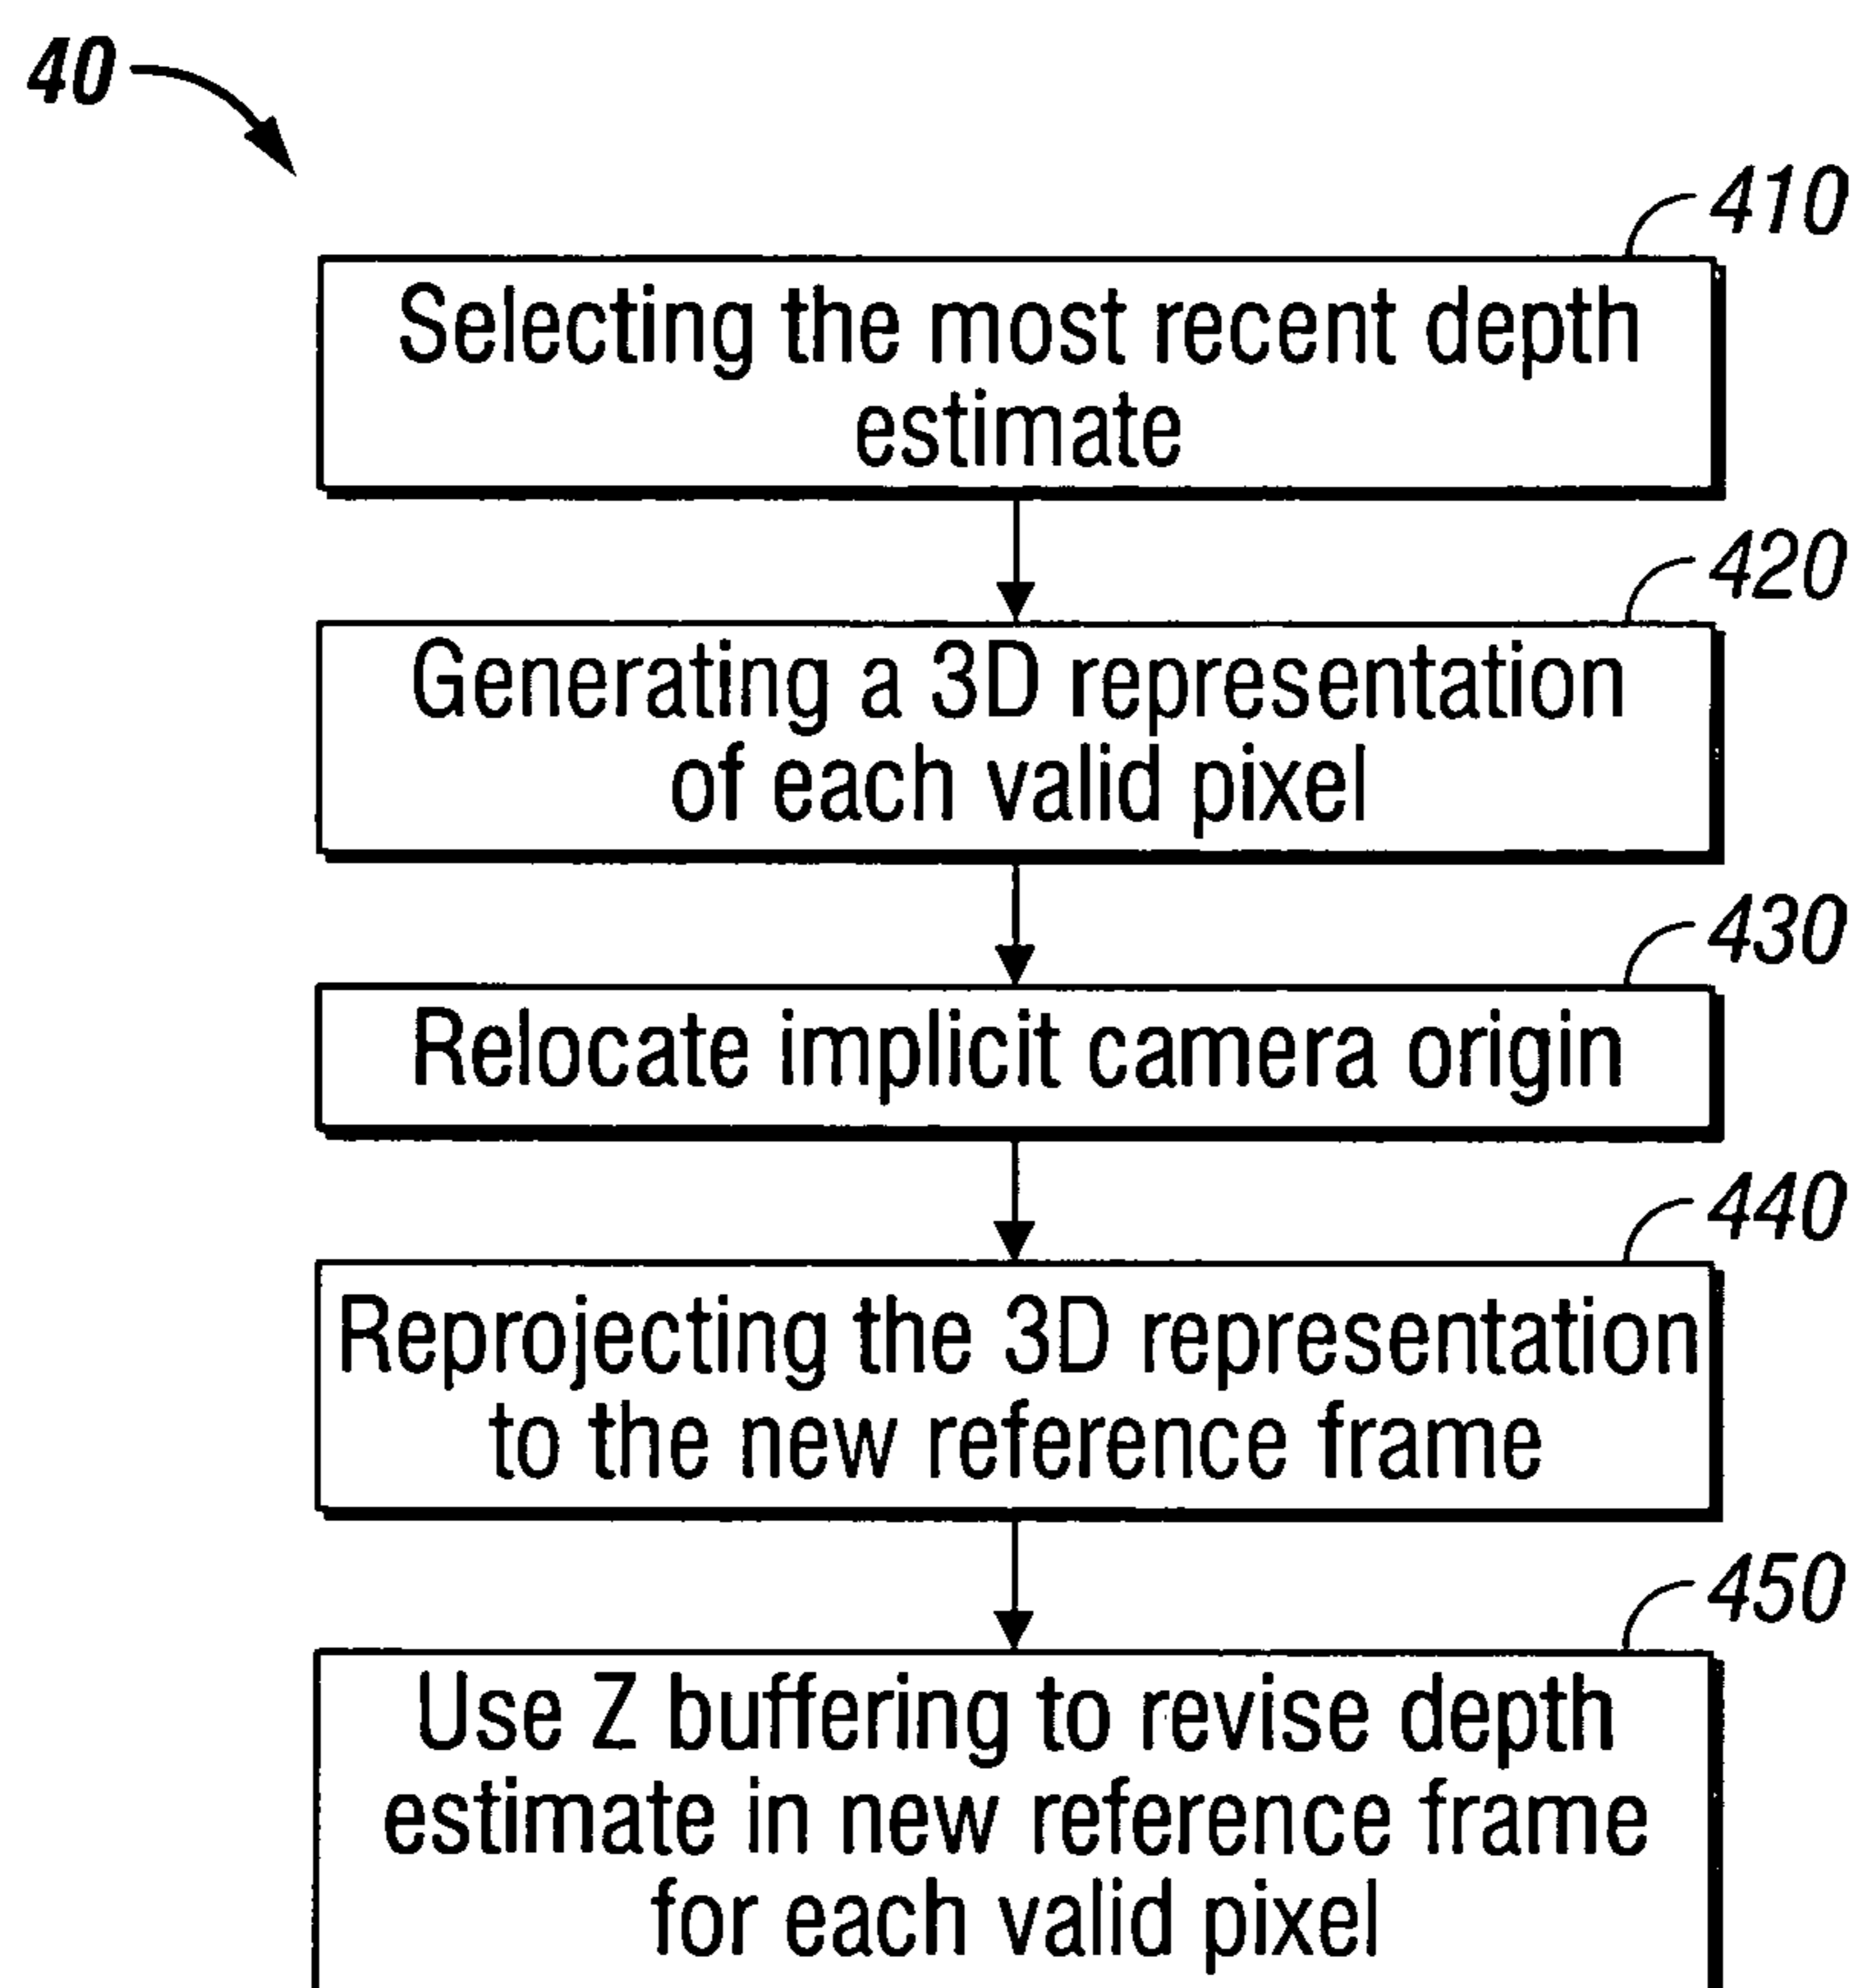 40
410
Selecting the most recent depth
estimate
420
Generating a 3D representation
of each valid pixel
430
Relocate implicit camera origin
440
Reprojecting the 3D representation
to the new reference frame
450
Use Z buffering to revise depth
estimate in new reference frame
for each valid pixel